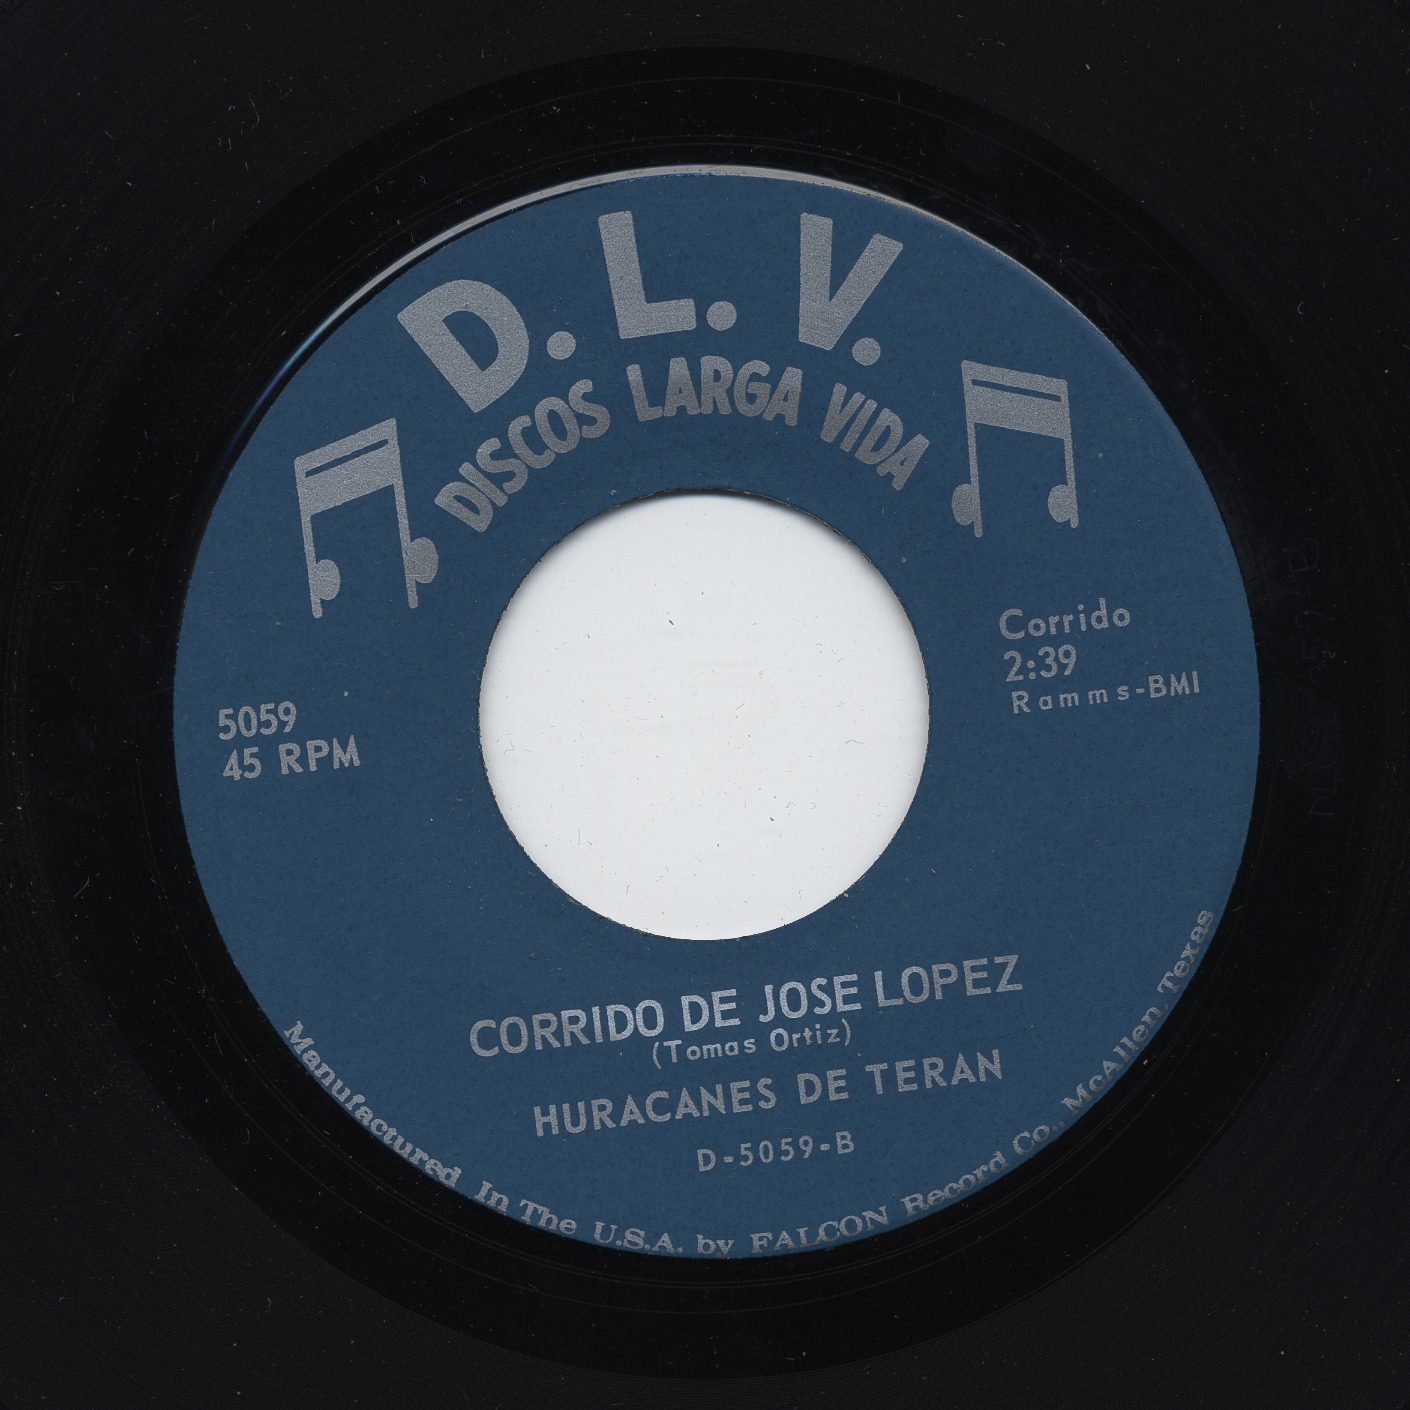 D. L. V.
DISCOS LARGA VIDA
Corrido
2:39
Ramms-BMI
5059
45 RPM
CORRIDO DE JOSE LOPEZ
(Tomas Ortiz)
HURACANES DE TERAN
D-5059-B
Manufactured In The U.S.A. by FALCON Record Co., McAllen, Texas